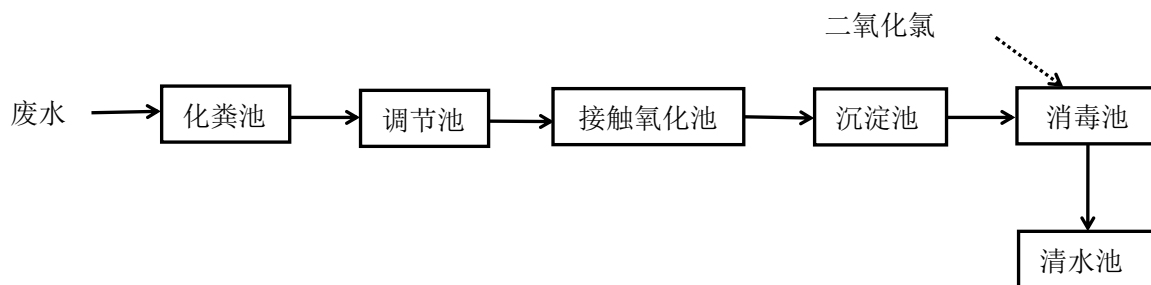 二氧化氯
废水
化粪池
调节池
接触氧化池
沉淀池
消毒池
清水池